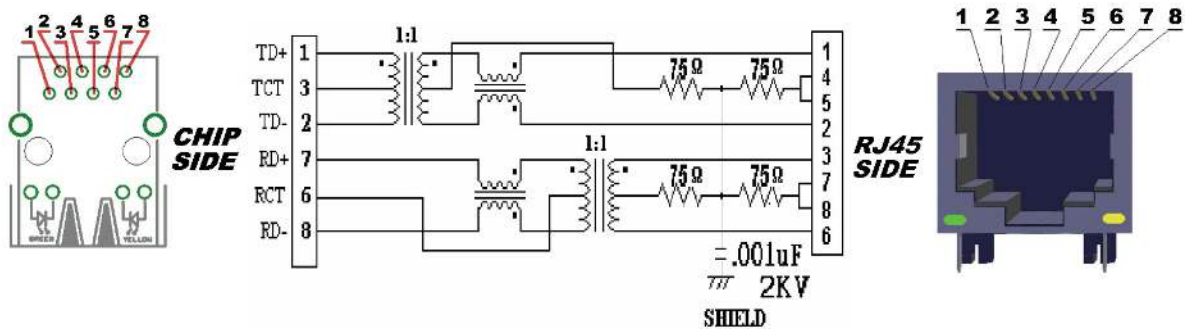 2 4 6 8
1 3 5 7
CHIP
SIDE
GREEN YELLOW
1:1
TD+ 1
TCT 3
TD- 2
RD+ 7
RCT 6
RD- 8
75Ω 75Ω
1:1
75Ω 75Ω
.001uF
2KV
SHIELD
1
4
5
2
3
7
8
6
RJ45
SIDE
1 2 3 4 5 6 7 8